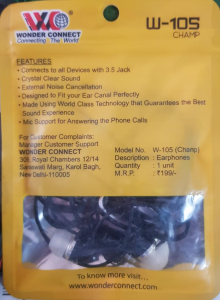 WO
WONDER CONNECT
Connecting - The World
W-105
CHAMP
FEATURES
• Connects to all Devices with 3.5 Jack
• Crystal Clear Sound
• External Noise Cancellation
• Designed to Fit your Ear Canal Perfectly
• Made Using World Class Technology that Guarantees the Best
Sound Experience
• Mic Support for Answering the Phone Calls
For Customer Complaints:
Manager Customer Support
WONDER CONNECT
309, Royal Chambers 12/14
Saraswati Marg, Karol Bagh,
New Delhi-110005
Model No. : W-105 (Champ)
Description : Earphones
Quantity : 1 unit
M.R.P. : ₹199/-
To know more visit...
www.wonderconnect.in